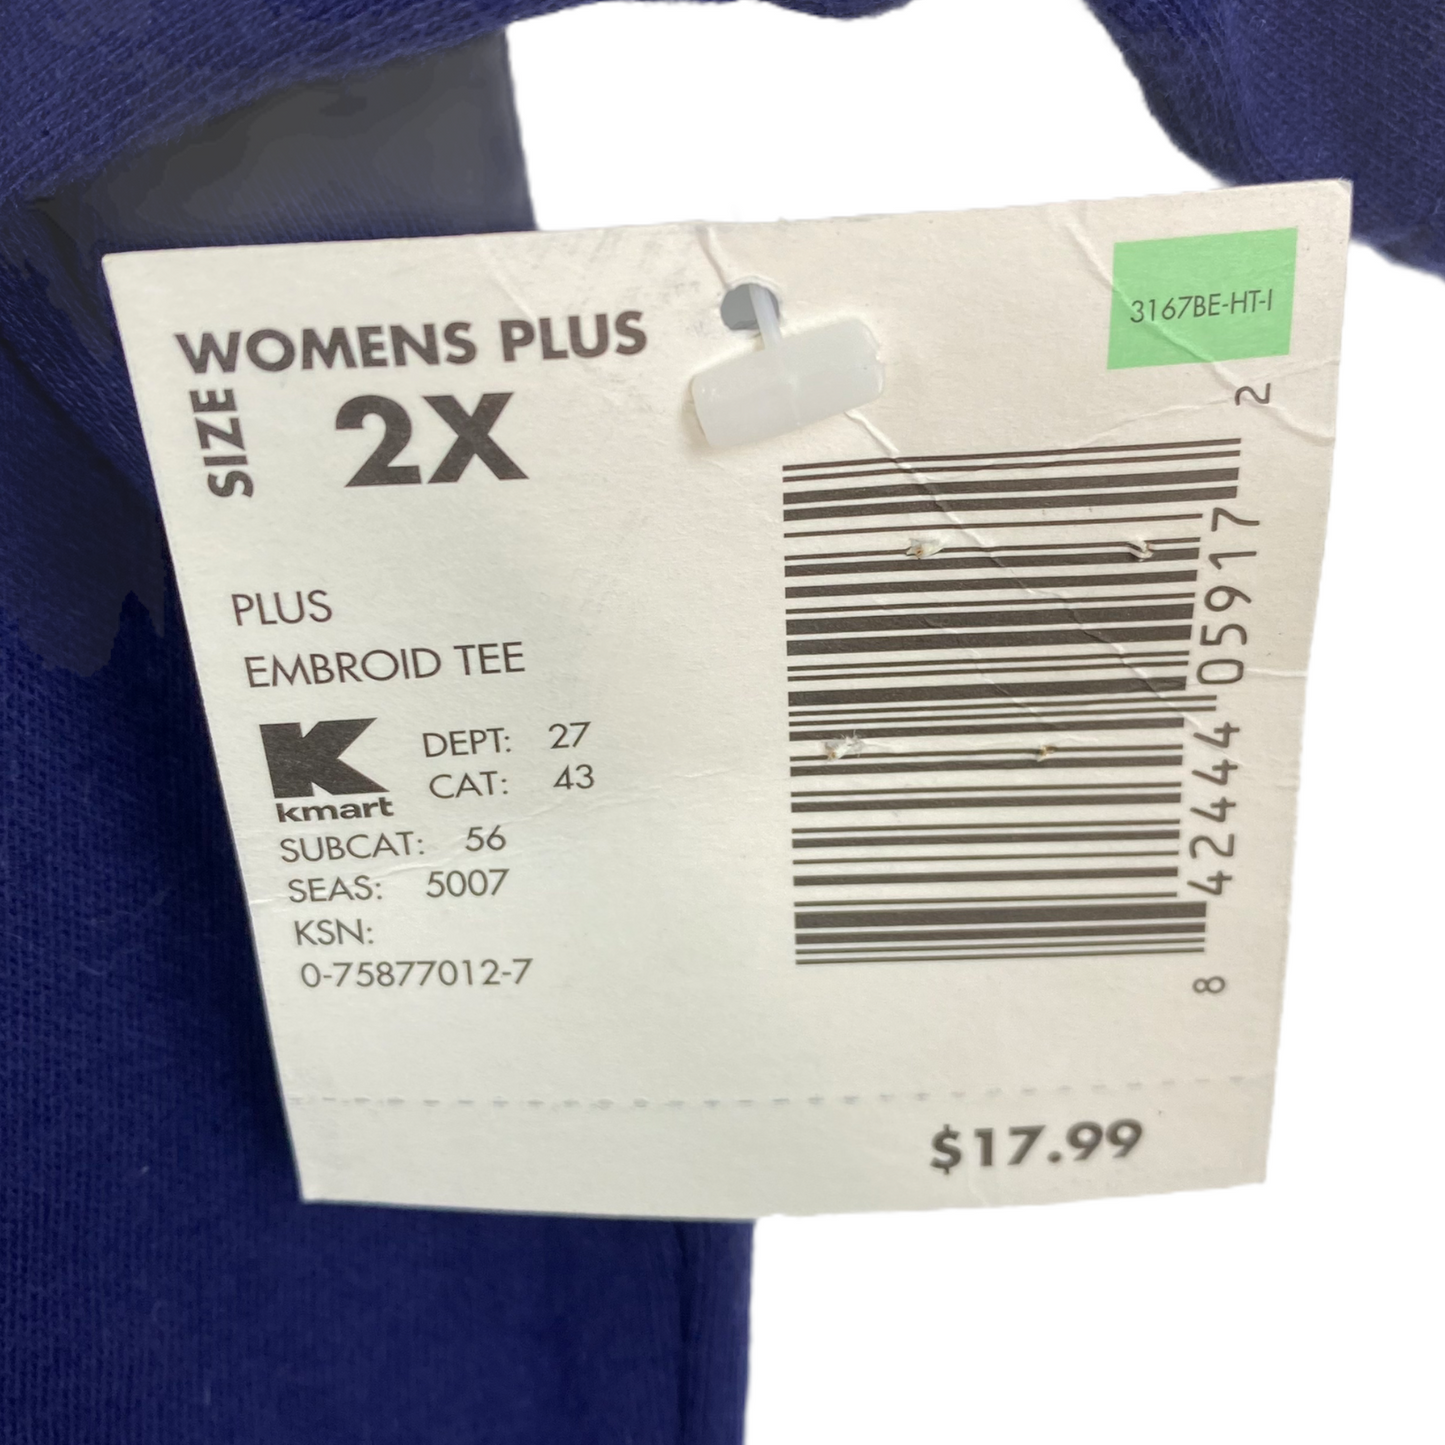 WOMENS PLUS
SIZE 2X
3167BE-HT-I
PLUS
EMBROID TEE
K
kmart
DEPT: 27
CAT: 43
SUBCAT: 56
SEAS: 5007
KSN:
0-75877012-7
8 42444 05917 2
$17.99